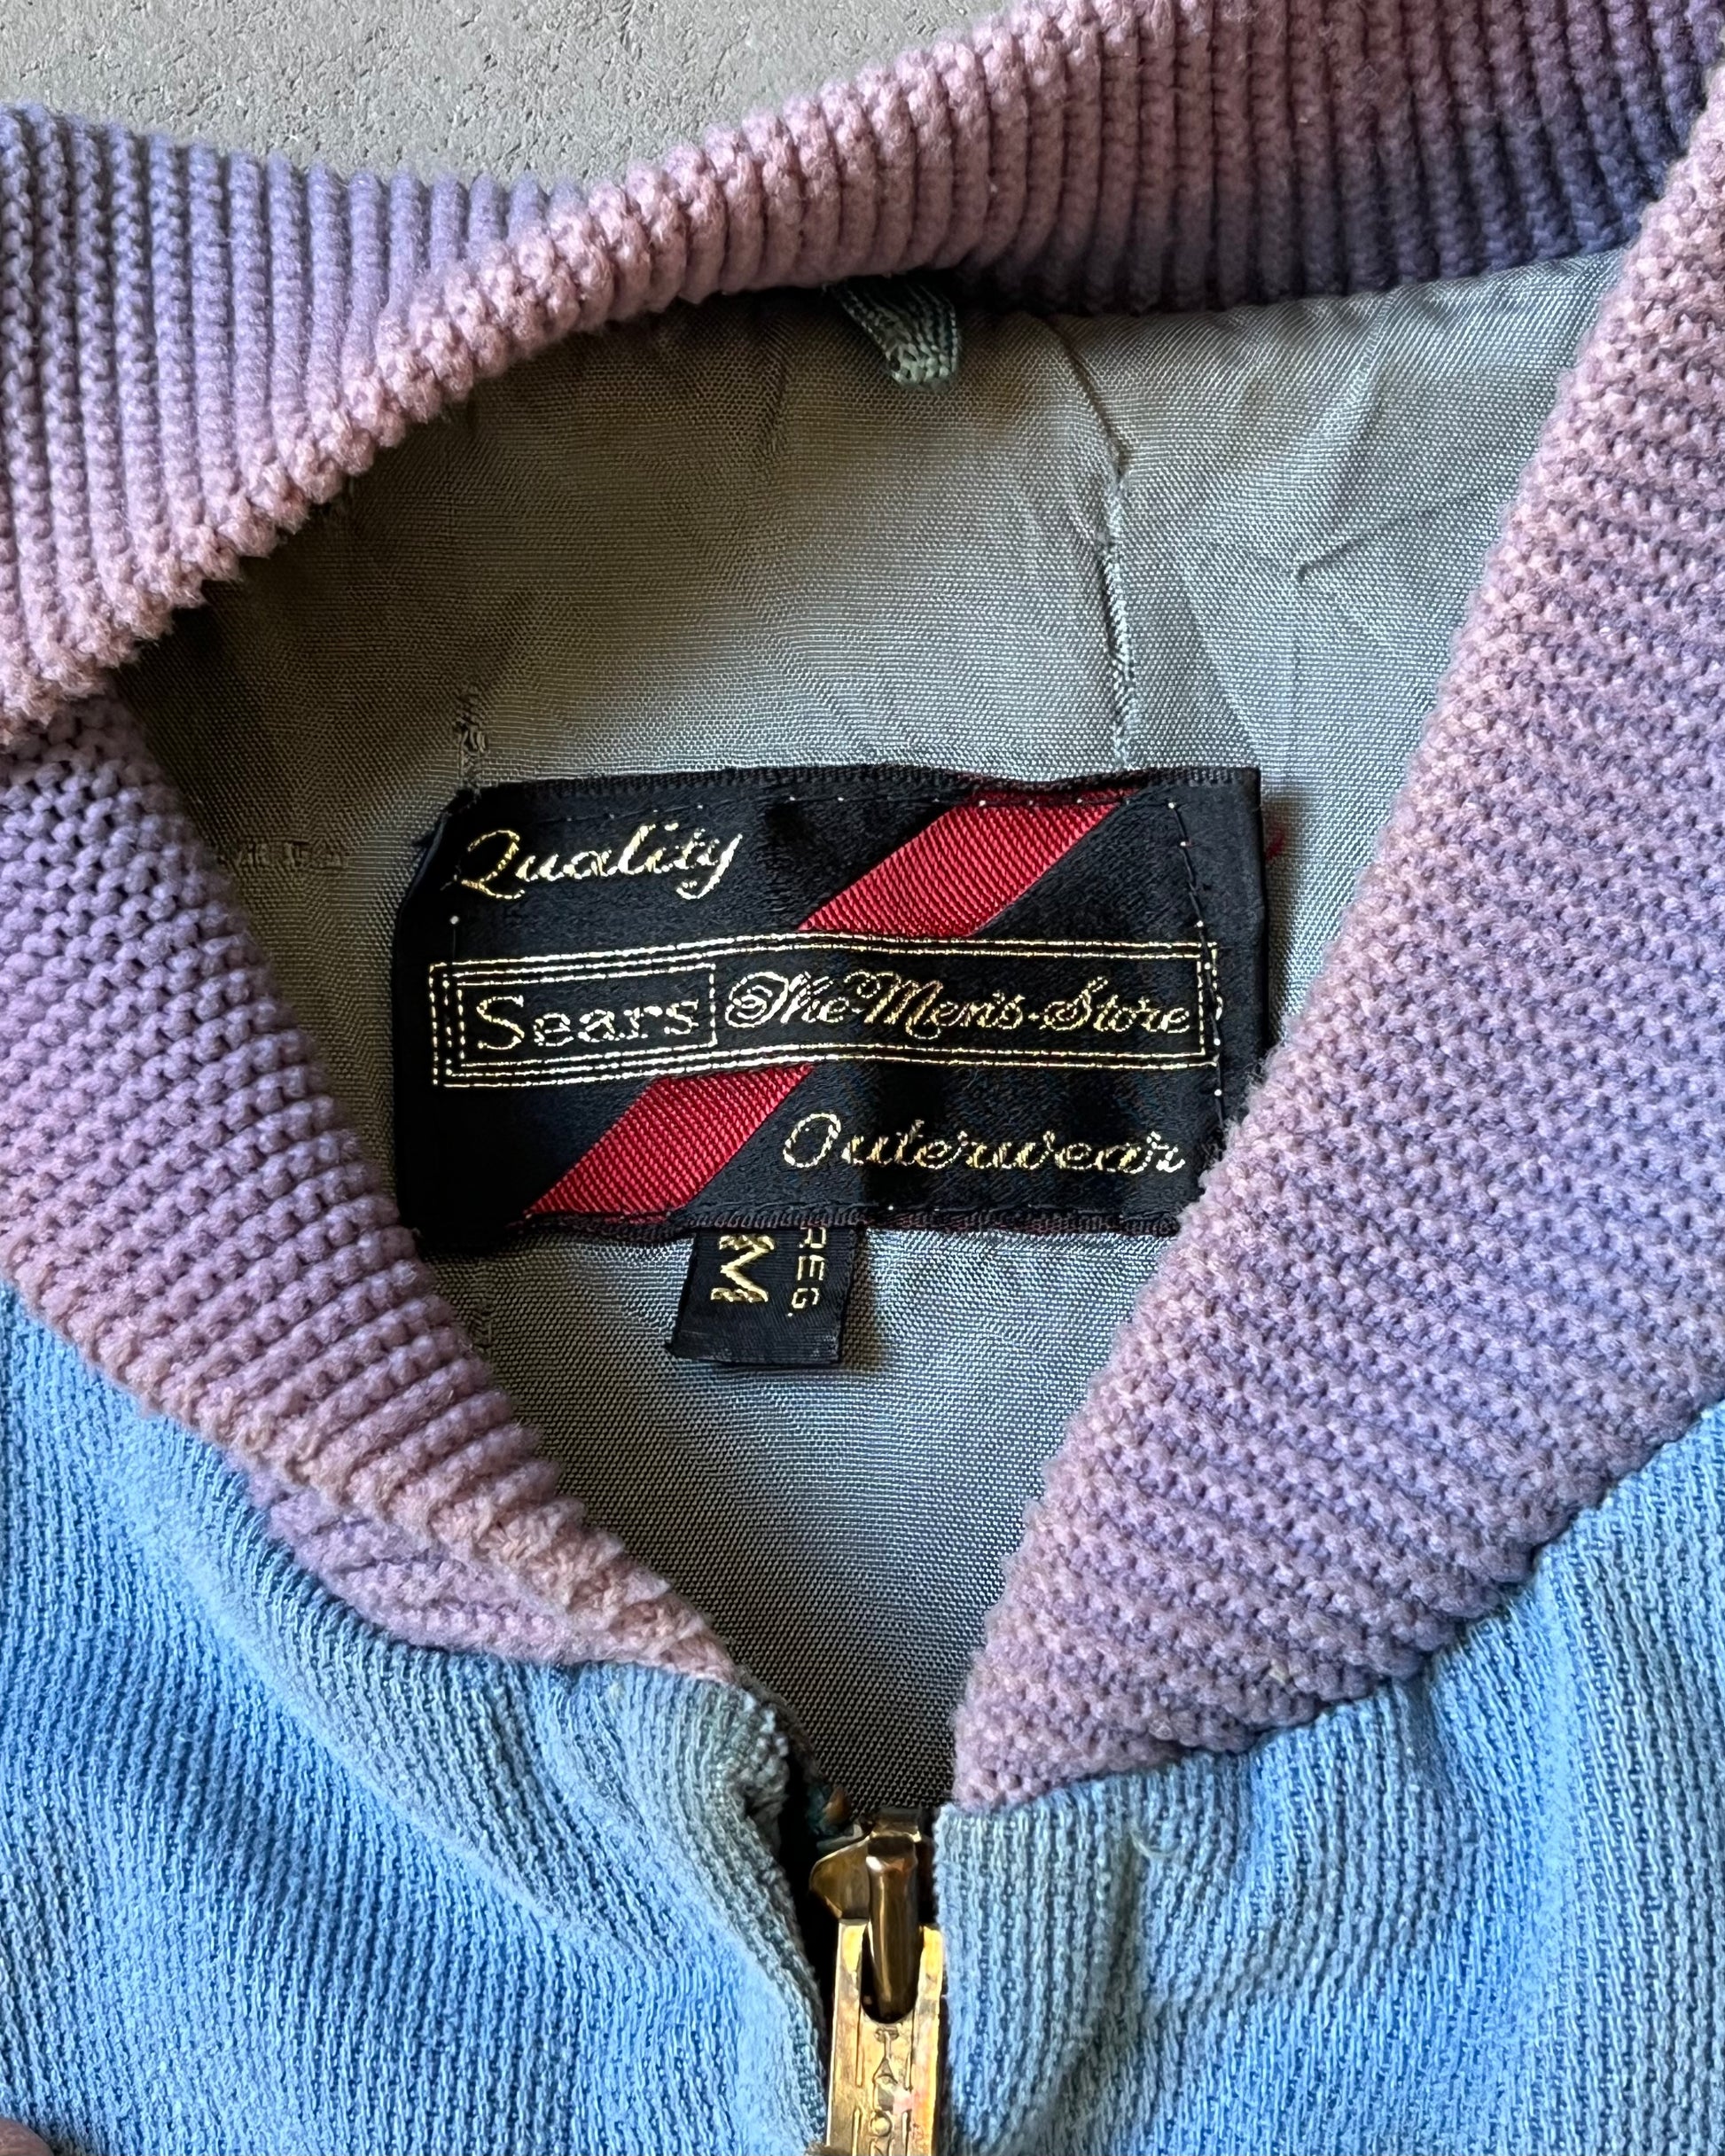 Quality
Sears The Men's Store
Outerwear
REG.
M